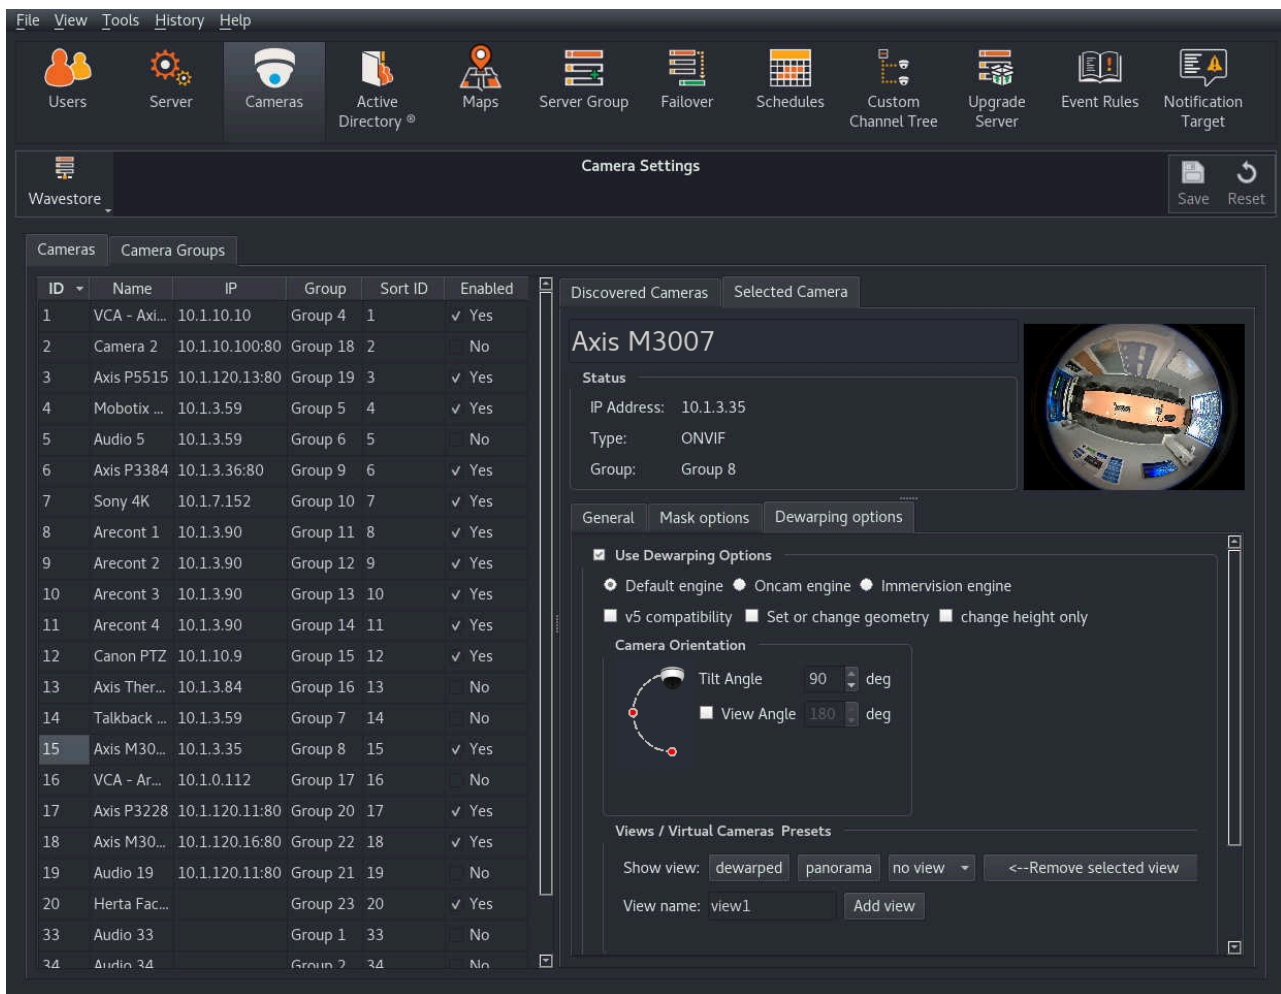 File View Tools History Help
Users Server Cameras Active Directory ® Maps Server Group Failover Schedules Custom Channel Tree Upgrade Server Event Rules Notification Target
Wavestore Camera Settings Save Reset
Cameras Camera Groups
ID Name IP Group Sort ID Enabled
1 VCA - Axi... 10.1.10.10 Group 4 1 Yes
2 Camera 2 10.1.10.100:80 Group 18 2 No
3 Axis P5515 10.1.120.13:80 Group 19 3 Yes
4 Mobotix ... 10.1.3.59 Group 5 4 Yes
5 Audio 5 10.1.3.59 Group 6 5 No
6 Axis P3384 10.1.3.36:80 Group 9 6 Yes
7 Sony 4K 10.1.7.152 Group 10 7 Yes
8 Arecont 1 10.1.3.90 Group 11 8 Yes
9 Arecont 2 10.1.3.90 Group 12 9 Yes
10 Arecont 3 10.1.3.90 Group 13 10 Yes
11 Arecont 4 10.1.3.90 Group 14 11 Yes
12 Canon PTZ 10.1.10.9 Group 15 12 Yes
13 Axis Ther... 10.1.3.84 Group 16 13 No
14 Talkback ... 10.1.3.59 Group 7 14 No
15 Axis M30... 10.1.3.35 Group 8 15 Yes
16 VCA - Ar... 10.1.0.112 Group 17 16 No
17 Axis P3228 10.1.120.11:80 Group 20 17 Yes
18 Axis M30... 10.1.120.16:80 Group 22 18 Yes
19 Audio 19 10.1.120.11:80 Group 21 19 No
20 Herta Fac... Group 23 20 Yes
33 Audio 33 Group 1 33 No
34 Audio 34 Group 2 34 No
Discovered Cameras Selected Camera
Axis M3007
Status
IP Address: 10.1.3.35
Type: ONVIF
Group: Group 8
General Mask options Dewarping options
Use Dewarping Options
Default engine Oncam engine Immervision engine
v5 compatibility Set or change geometry change height only
Camera Orientation
Tilt Angle 90 deg
View Angle 180 deg
Views / Virtual Cameras Presets
Show view: dewarped panorama no view <--Remove selected view
View name: view1 Add view